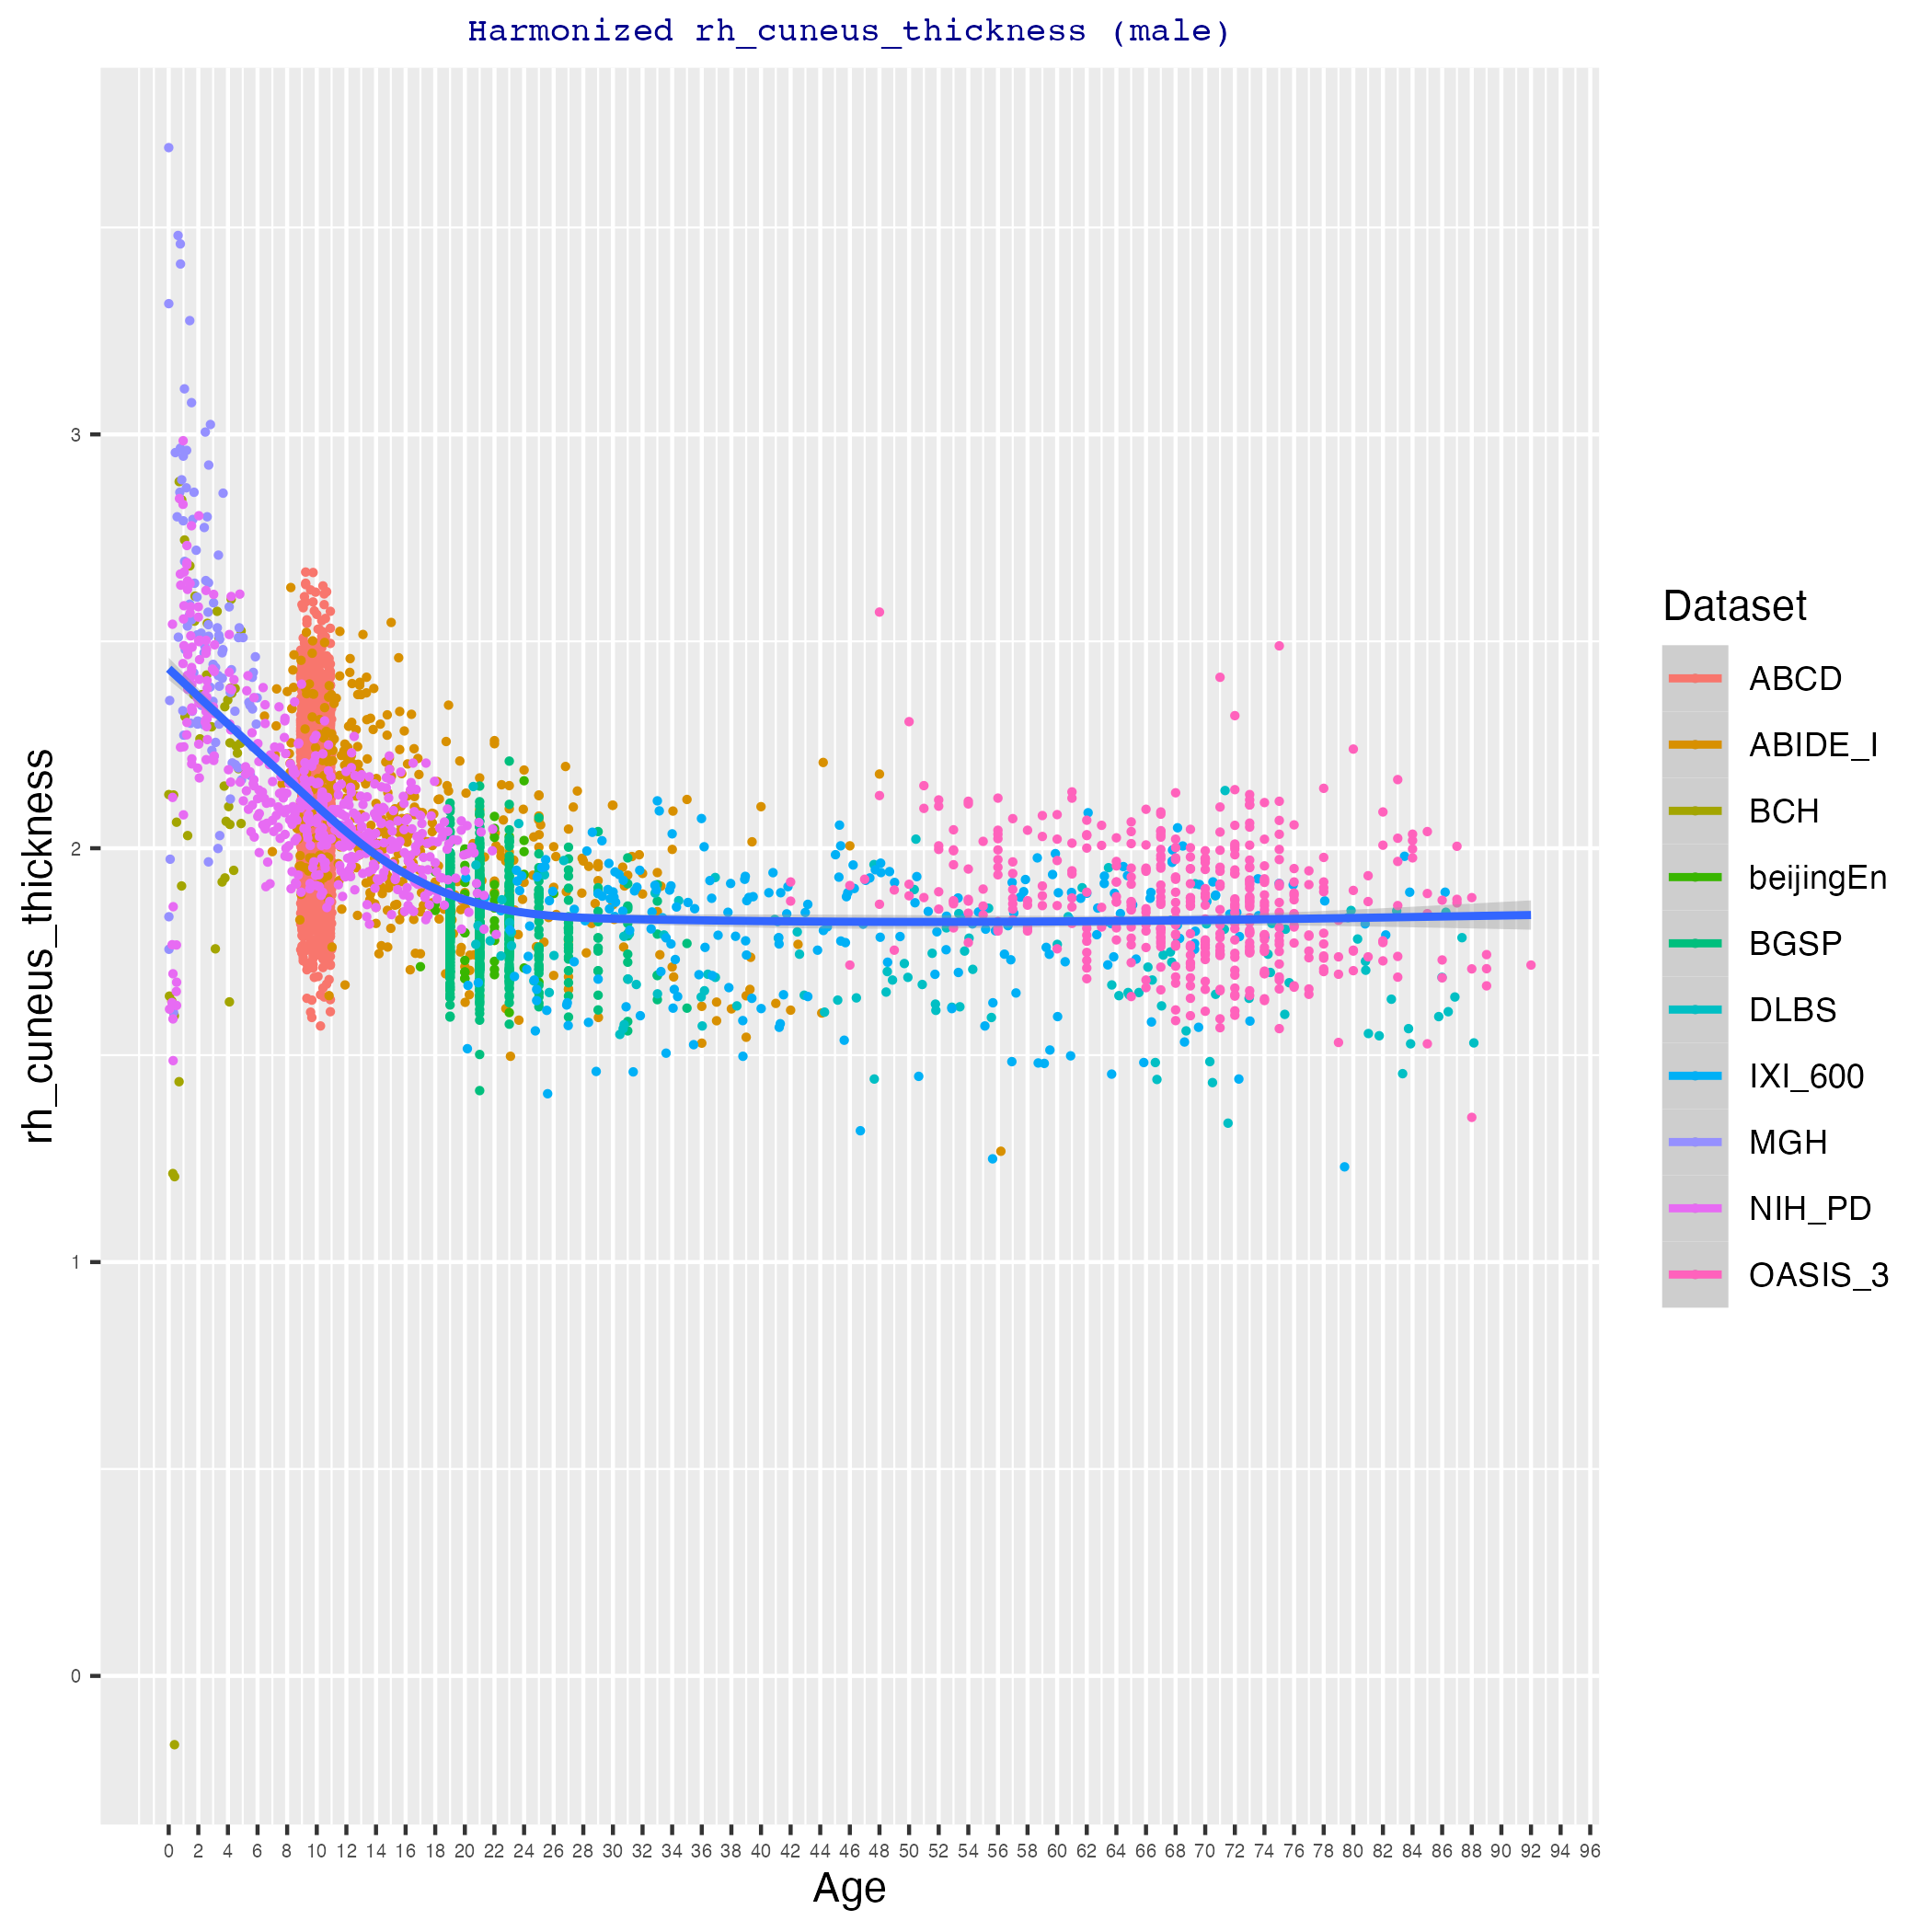 Harmonized rh_cuneus_thickness (male)
rh_cuneus_thickness
3
2
1
0
0 2 4 6 8 10 12 14 16 18 20 22 24 26 28 30 32 34 36 38 40 42 44 46 48 50 52 54 56 58 60 62 64 66 68 70 72 74 76 78 80 82 84 86 88 90 92 94 96
Age
Dataset
ABCD
ABIDE_I
BCH
beijingEn
BGSP
DLBS
IXI_600
MGH
NIH_PD
OASIS_3